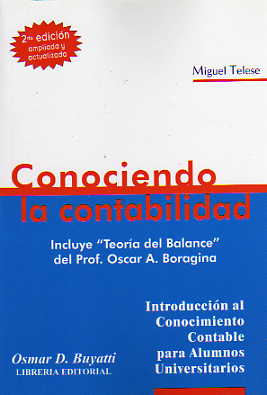 2da edición
ampliada y
actualizada
Miguel Telese
Conociendo
la contabilidad
Incluye "Teoría del Balance"
del Prof. Oscar A. Boragina
Introducción al
Conocimiento
Contable
para Alumnos
Universitarios
Osmar D. Buyatti
LIBRERIA EDITORIAL